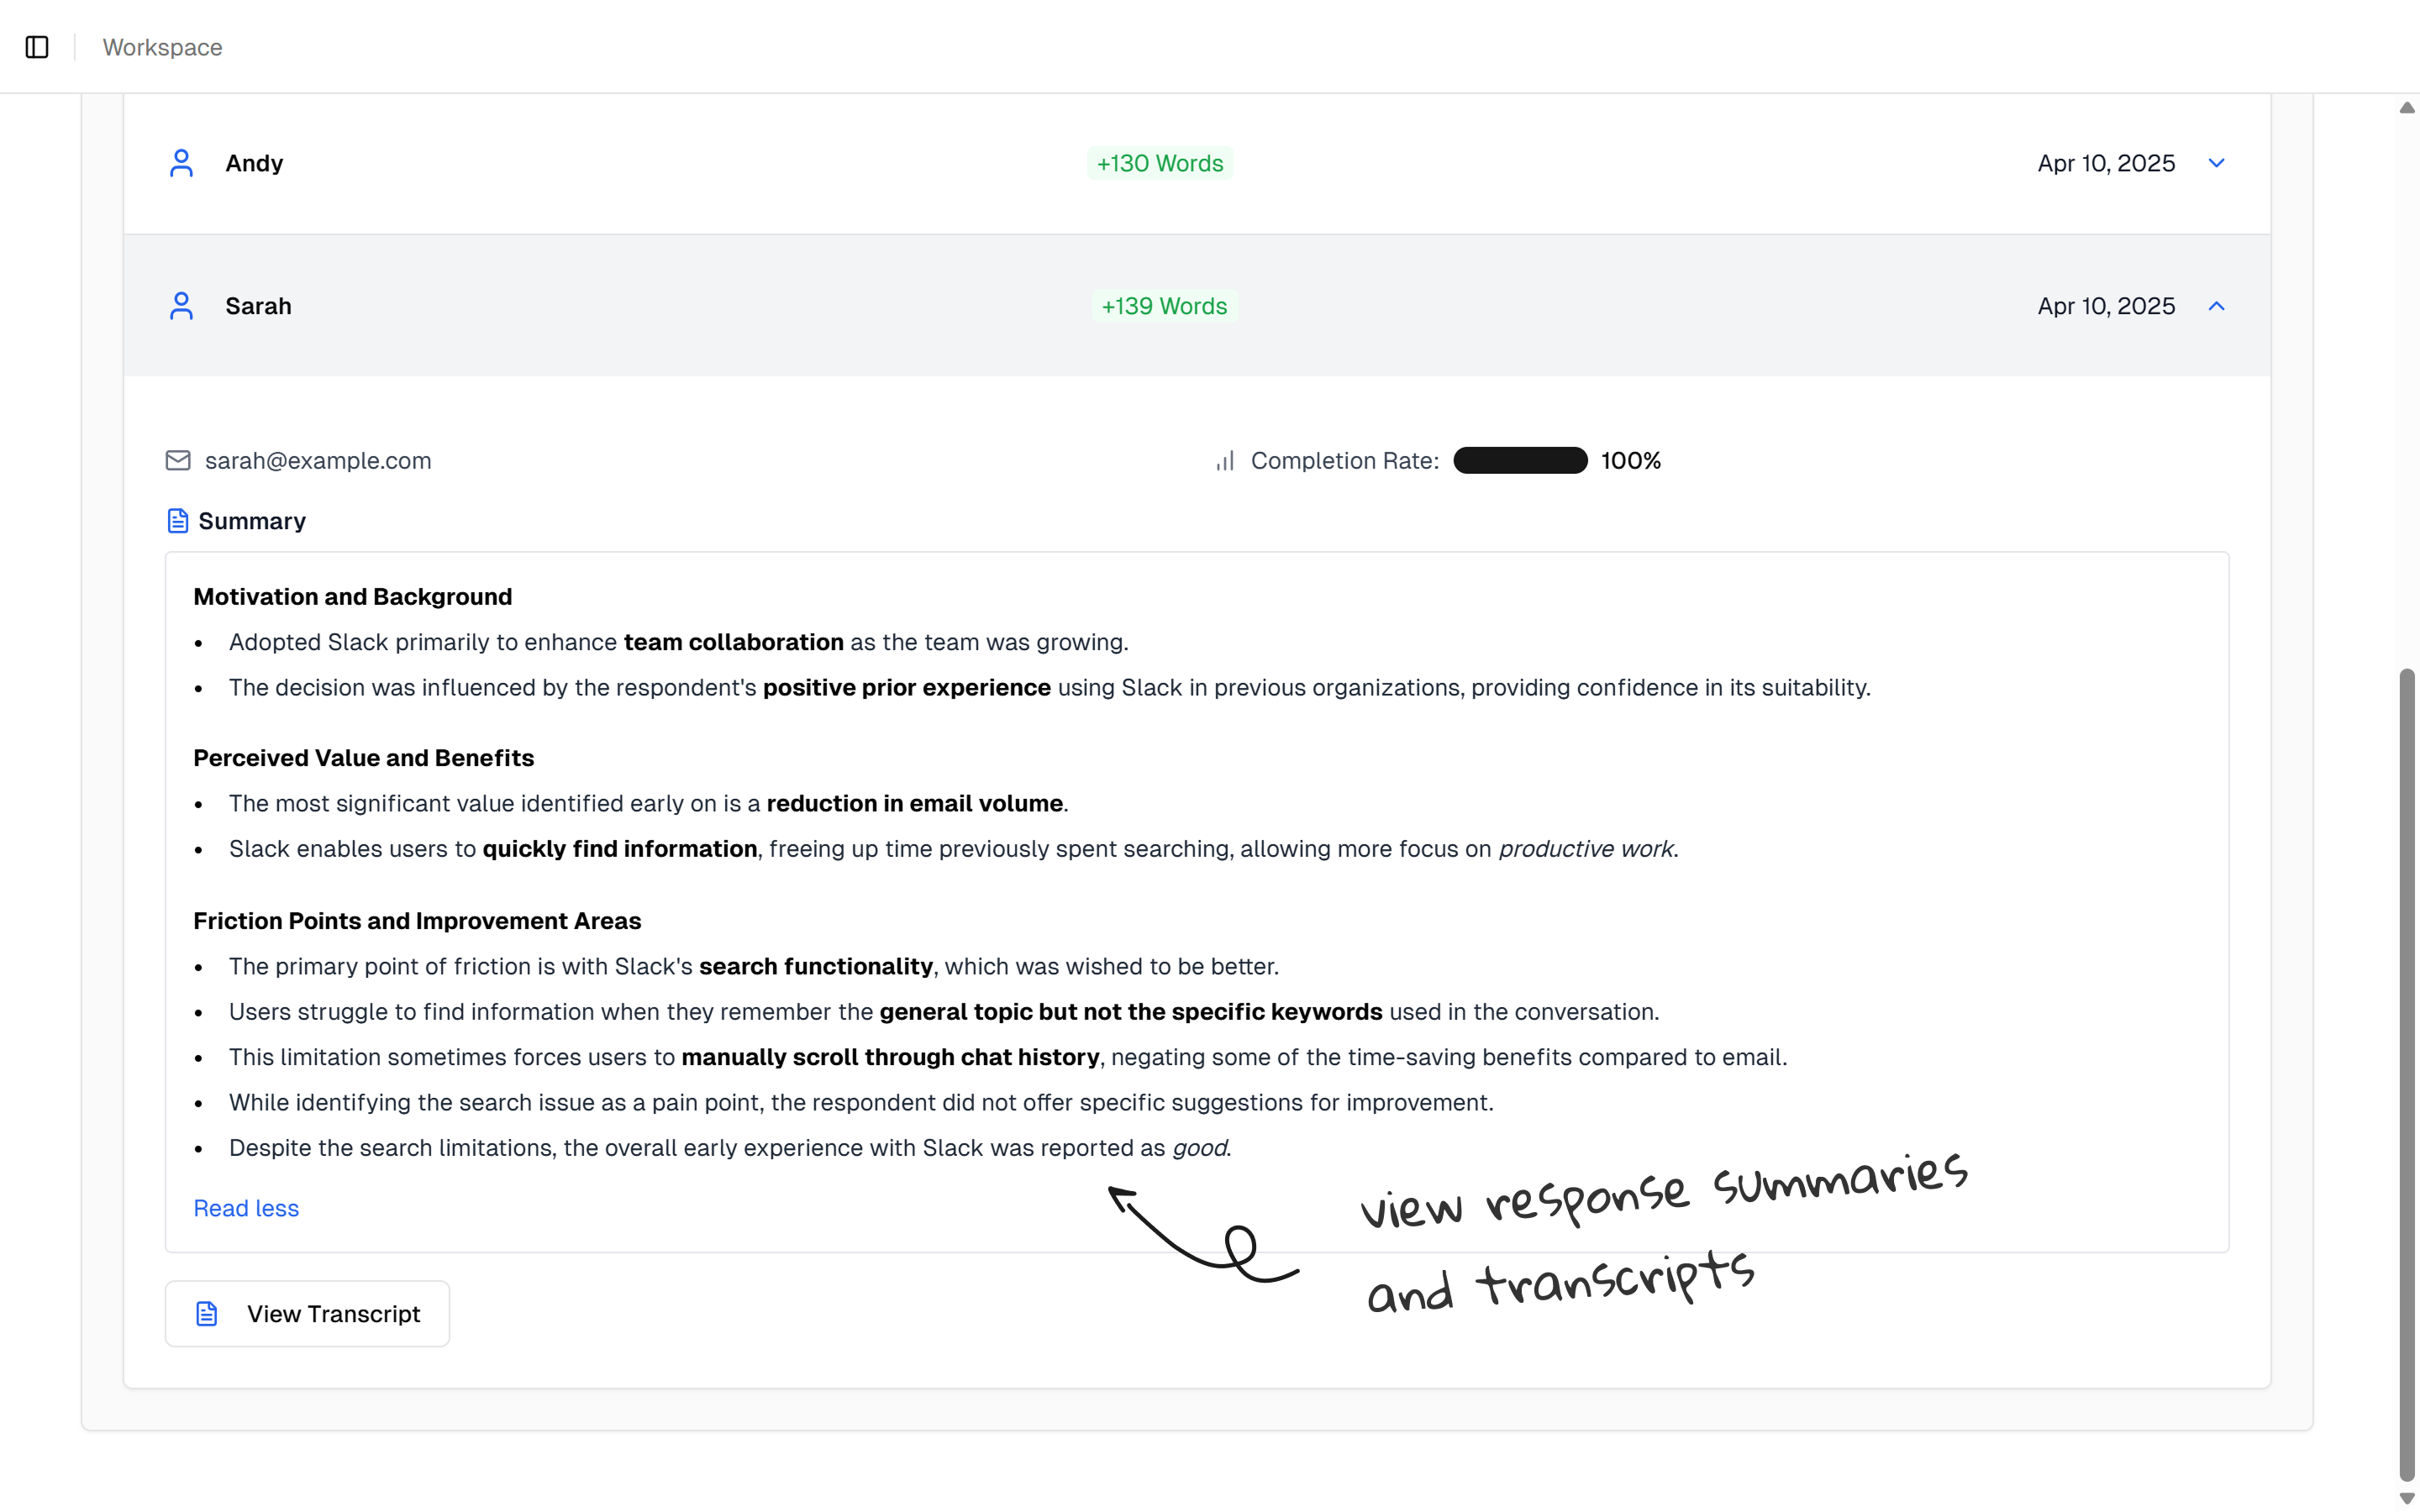 Workspace
Andy +130 Words Apr 10, 2025
Sarah +139 Words Apr 10, 2025
sarah@example.com Completion Rate: 100%
Summary
Motivation and Background
• Adopted Slack primarily to enhance team collaboration as the team was growing.
• The decision was influenced by the respondent's positive prior experience using Slack in previous organizations, providing confidence in its suitability.
Perceived Value and Benefits
• The most significant value identified early on is a reduction in email volume.
• Slack enables users to quickly find information, freeing up time previously spent searching, allowing more focus on productive work.
Friction Points and Improvement Areas
• The primary point of friction is with Slack's search functionality, which was wished to be better.
• Users struggle to find information when they remember the general topic but not the specific keywords used in the conversation.
• This limitation sometimes forces users to manually scroll through chat history, negating some of the time-saving benefits compared to email.
• While identifying the search issue as a pain point, the respondent did not offer specific suggestions for improvement.
• Despite the search limitations, the overall early experience with Slack was reported as good.
Read less
view response summaries
and transcripts
View Transcript